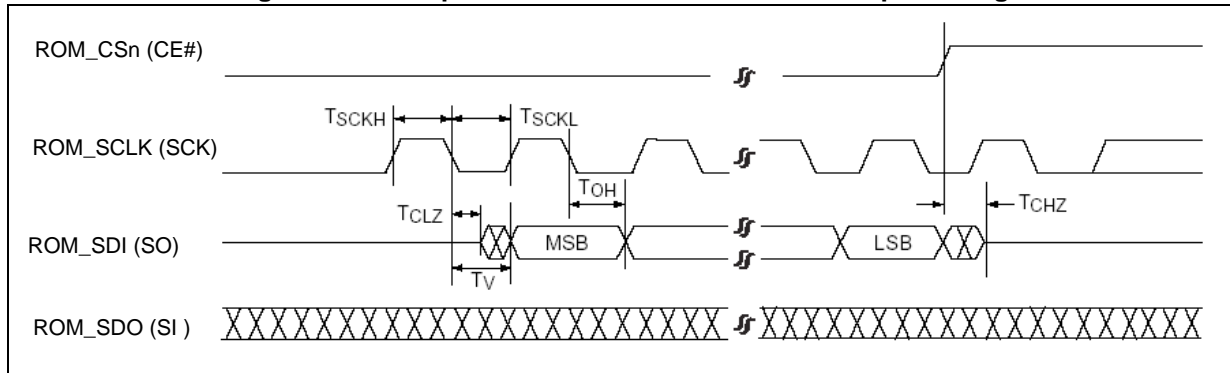 ROM_CSn (CE#)
TSCKH
TSCKL
ROM_SCLK (SCK)
TOH
TCLZ
TCHZ
ROM_SDI (SO)
MSB
LSB
TV
ROM_SDO (SI )